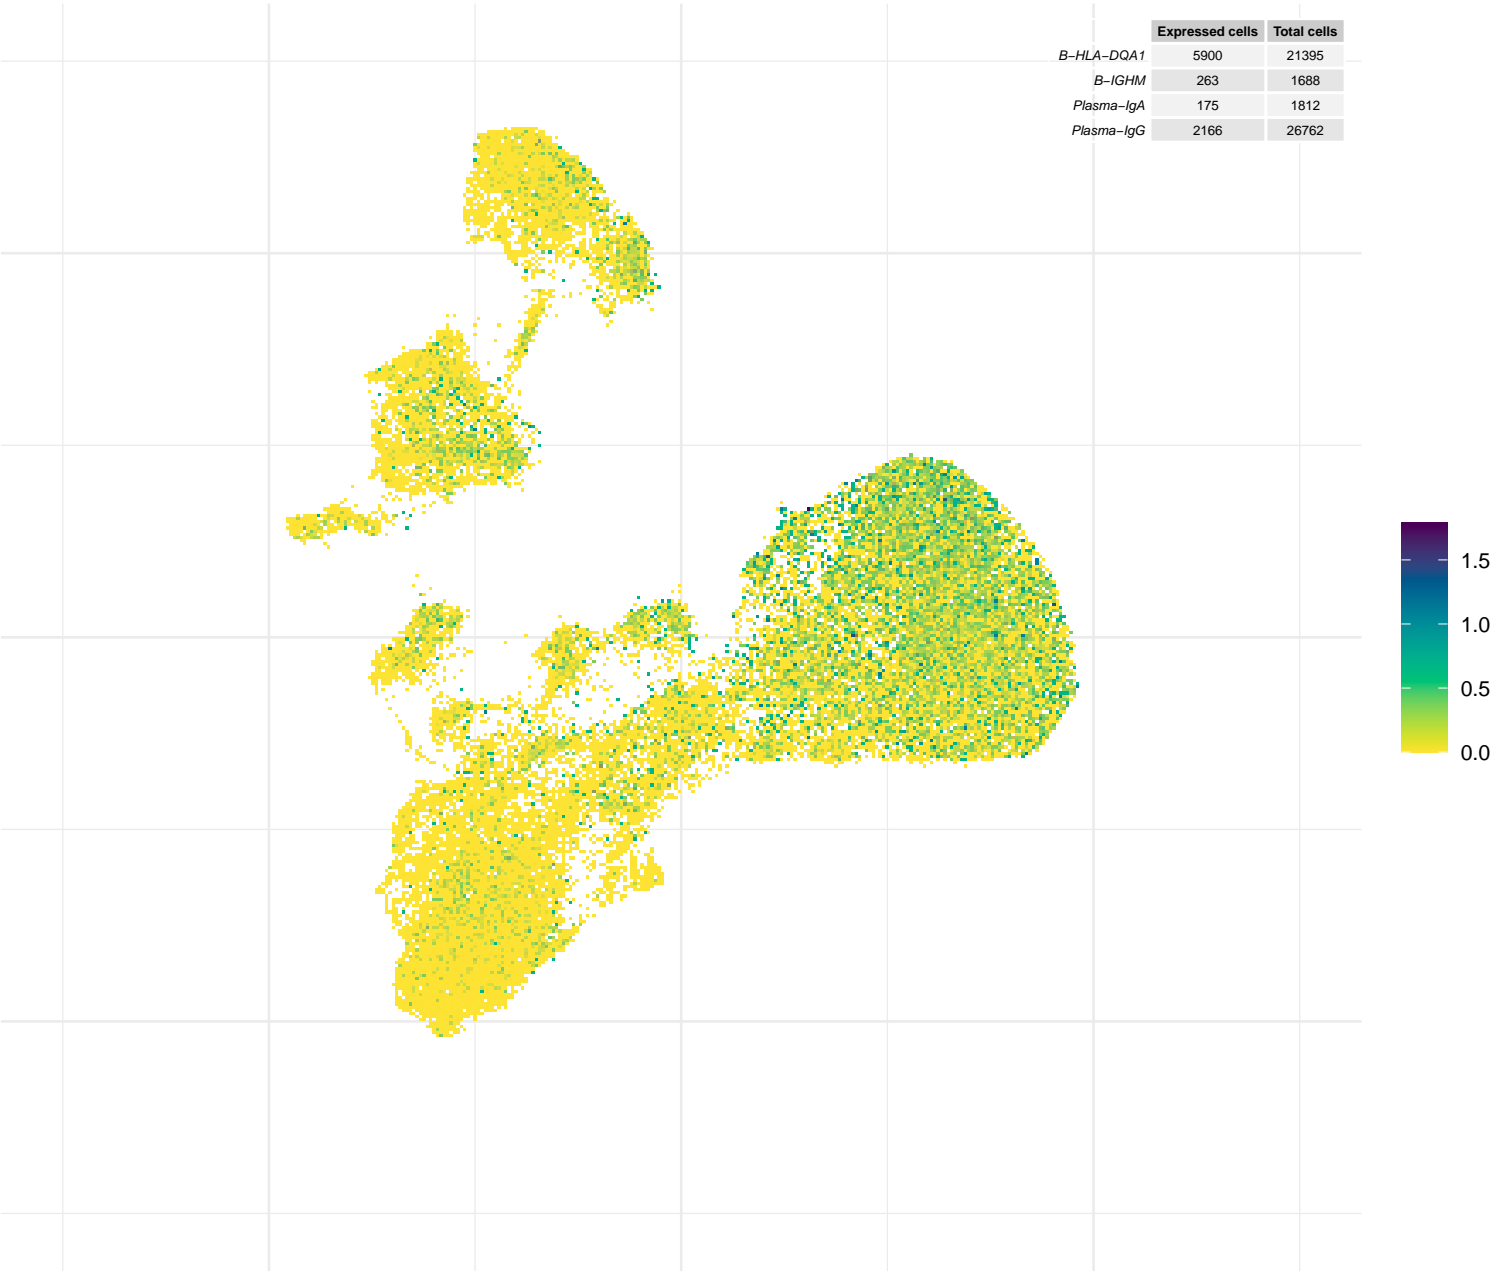 Expressed cells Total cells
B−HLA−DQA1 5900 21395
B−IGHM 263 1688
Plasma−IgA 175 1812
Plasma−IgG 2166 26762
1.5
1.0
0.5
0.0